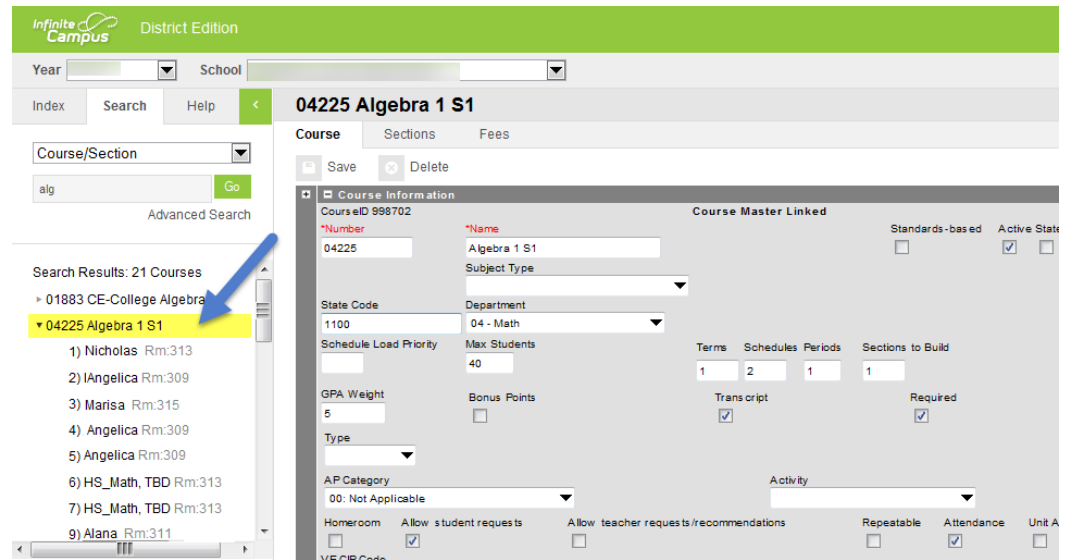 Infinite Campus District Edition
Year School
Index Search Help <
Course/Section
alg Go
Advanced Search
Search Results: 21 Courses
01883 CE-College Algebra
04225 Algebra 1 S1
1) Nicholas Rm:313
2) IAngelica Rm:309
3) Marisa Rm:315
4) Angelica Rm:309
5) Angelica Rm:309
6) HS_Math, TBD Rm:313
7) HS_Math, TBD Rm:313
9) Alana Rm:311
04225 Algebra 1 S1
Course Sections Fees
Save Delete
Course Information
CourseID 998702 Course Master Linked
*Number *Name Standards-based Active State
04225 Algebra 1 S1
Subject Type
State Code Department
1100 04 - Math
Schedule Load Priority Max Students Terms Schedules Periods Sections to Build
40 1 2 1 1
GPA Weight Bonus Points Transcript Required
5
Type
AP Category Activity
00: Not Applicable
Homeroom Allow student requests Allow teacher requests/recommendations Repeatable Attendance Unit A